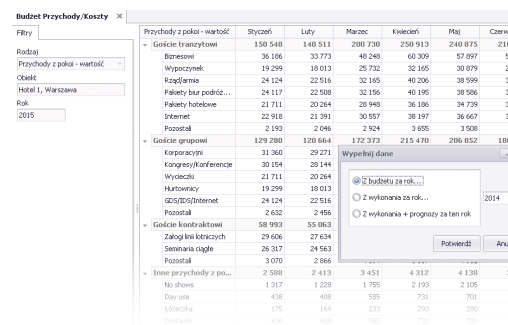 Budżet Przychody/Koszty ×
Filtry
Rodzaj
Przychody z pokoi - wartość
Obiekt
Hotel 1, Warszawa
Rok
2015
Przychody z pokoi - wartość Styczeń Luty Marzec Kwiecień Maj
Goście tranzytowi 150 548 140 511 200 730 250 913 240 875
Biznesowi 36 186 33 773 48 248 60 309 57 897
Wypoczynek 19 299 18 013 25 732 32 165 30 879
Rząd/armia 24 124 22 516 32 165 40 206 38 599
Pakiety biur podróż... 24 117 22 508 32 156 40 195 38 586
Pakiety hotelowe 21 711 20 264 28 948 36 186 34 739
Internet 22 918 21 391 30 557 38 197 36 667
Pozostali 2 193 2 046 2 924 3 655 3 508
Goście grupowi 129 280 120 664 172 373 215 470 206 852
Korporacyjni 31 360 29 271
Kongresy/Konferencje 30 154 28 144
Wycieczki 21 711 20 264
Hurtownicy 19 299 18 013
GDS/IDS/Internet 24 124 22 516
Pozostali 2 632 2 456
Goście kontraktowi 58 993 55 063
Załogi linii lotniczych 29 606 27 634
Seminaria ciągłe 26 317 24 563
Pozostali 3 070 2 866
Inne przychody z po... 2 588 2 413 3 451 4 312 4 138
No shows 1 317 1 228 1 755 2 193 2 105
Day use 438 408 585 731 701
Łóżeczka 175 164 233 293 280
Wypełnij dane
Z budżetu za rok...
Z wykonania za rok...
2014
Z wykonania + prognozy za ten rok
Potwierdź
Anu